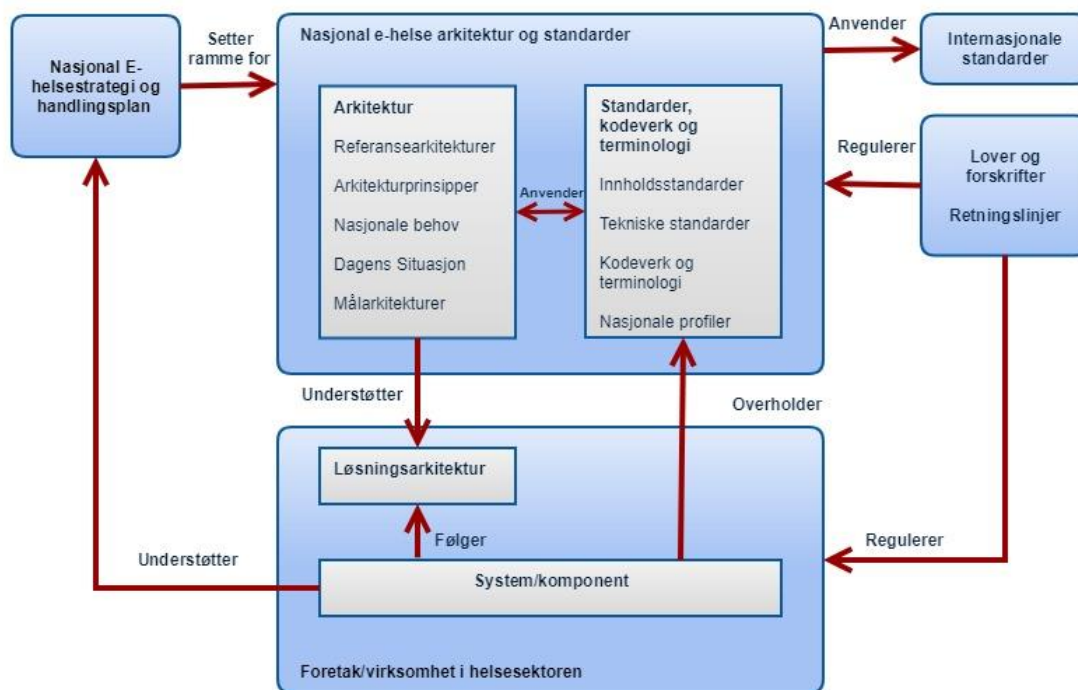 Nasjonal E-
helsestrategi og
handlingsplan
Setter
ramme for
Nasjonal e-helse arkitektur og standarder
Anvender
Internasjonale
standarder
Arkitektur
Referansearkitekturer
Arkitekturprinsipper
Nasjonale behov
Dagens Situasjon
Målarkitekturer
Anvender
Standarder,
kodeverk og
terminologi
Innholdsstandarder
Tekniske standarder
Kodeverk og
terminologi
Nasjonale profiler
Regulerer
Lover og
forskrifter
Retningslinjer
Understøtter
Overholder
Løsningsarkitektur
Følger
Understøtter
System/komponent
Regulerer
Foretak/virksomhet i helsesektoren